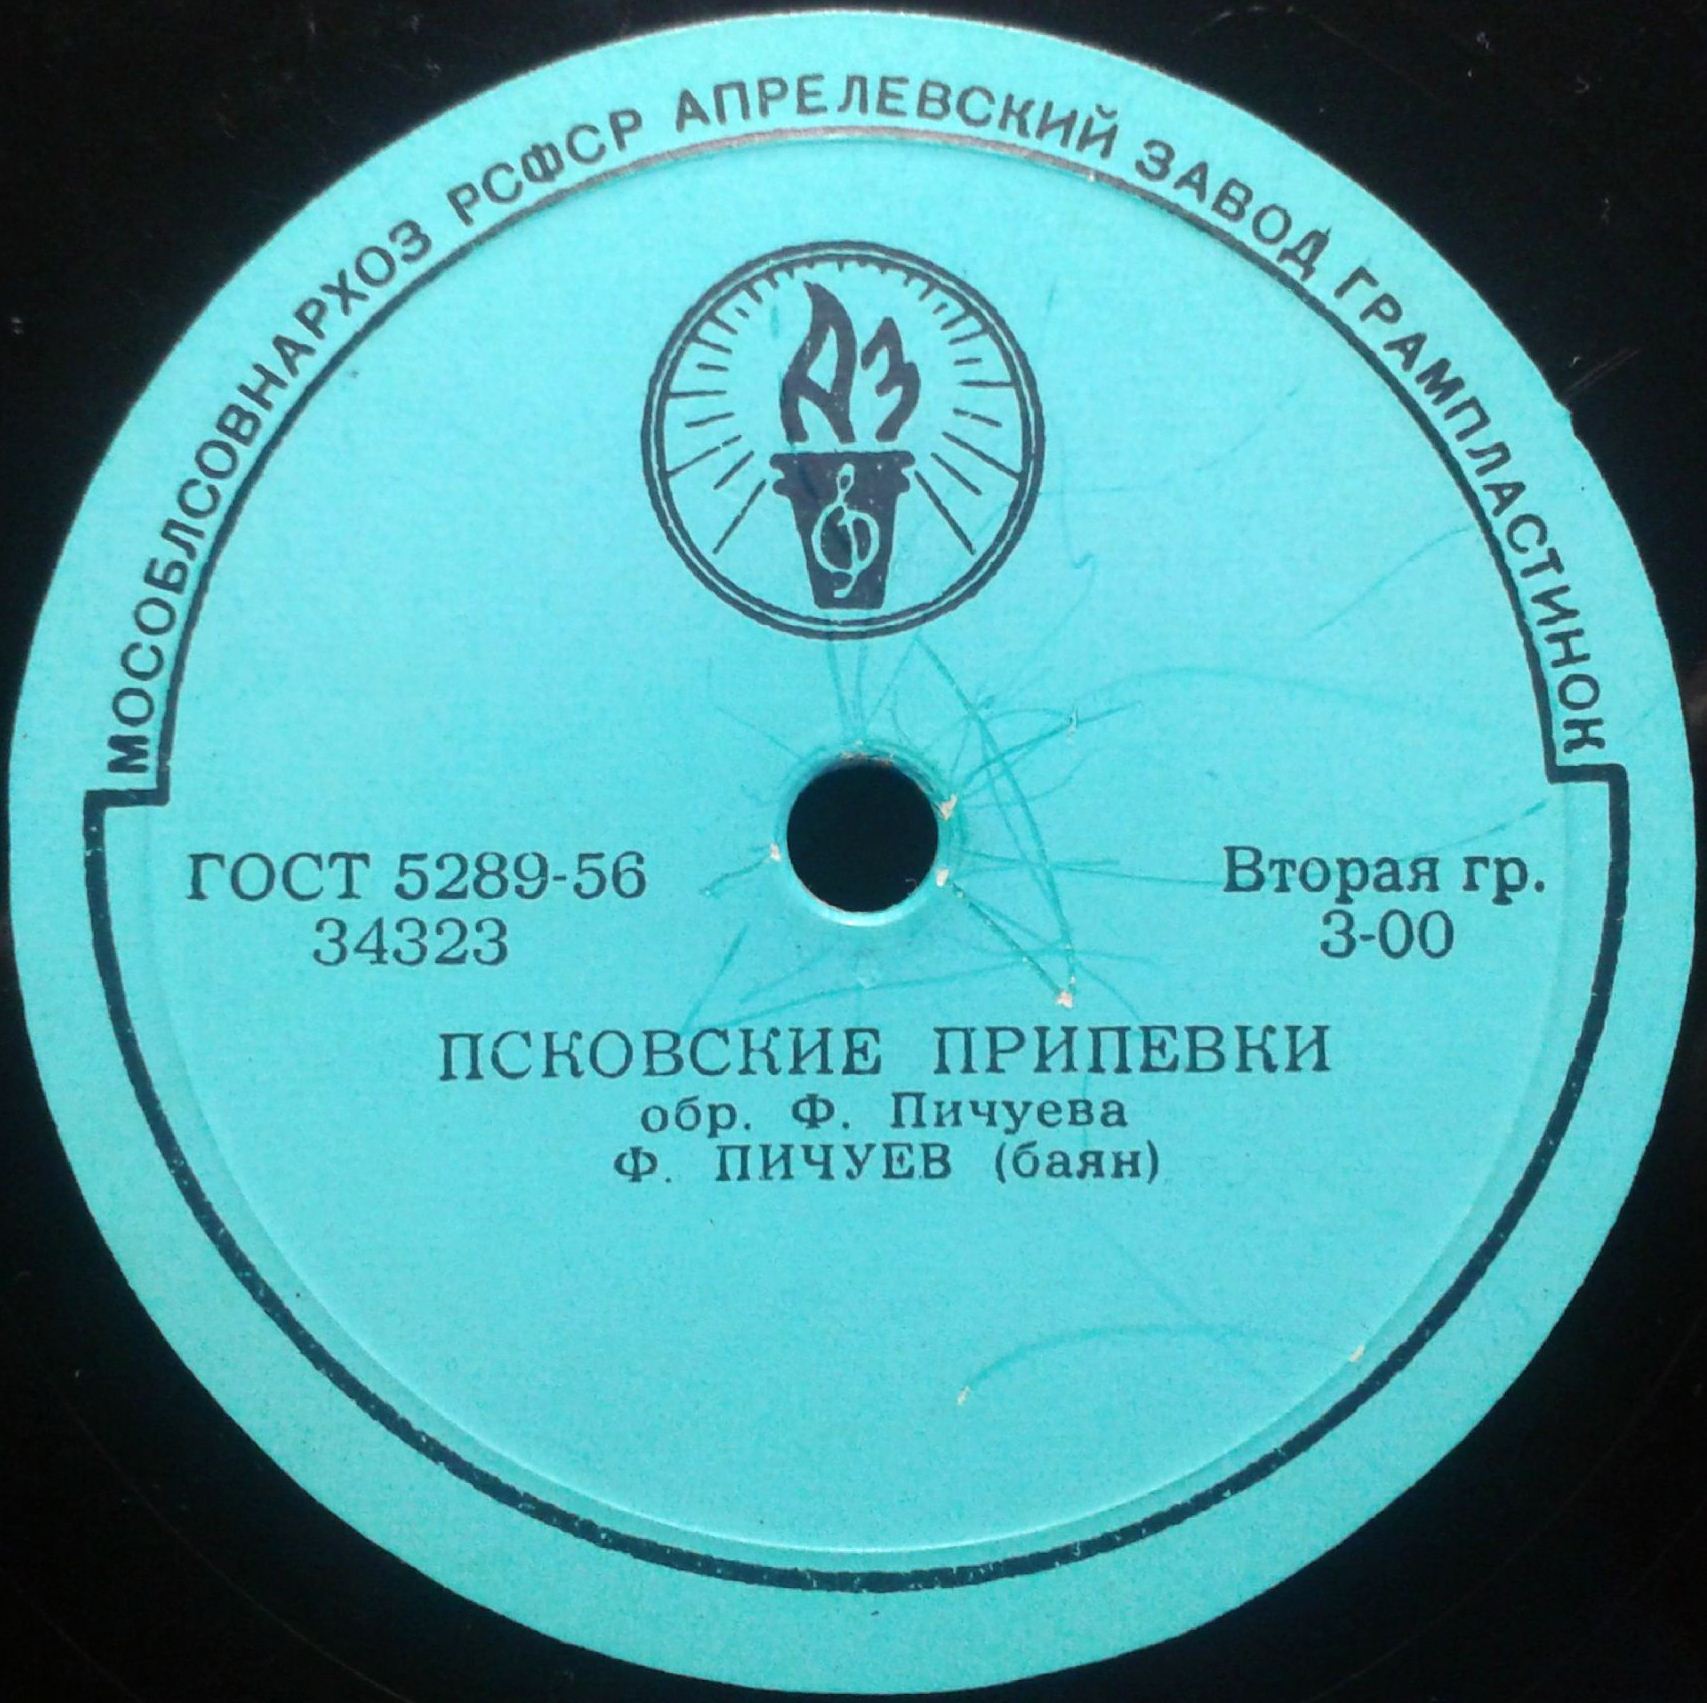 МОСОБЛСОВНАРХОЗ РСФСР АПРЕЛЕВСКИЙ ЗАВОД ГРАМПЛАСТИНОК
АЗ
ГОСТ 5289-56
34323
Вторая гр.
3-00
ПСКОВСКИЕ ПРИПЕВКИ
обр. Ф. Пичуева
Ф. ПИЧУЕВ (баян)